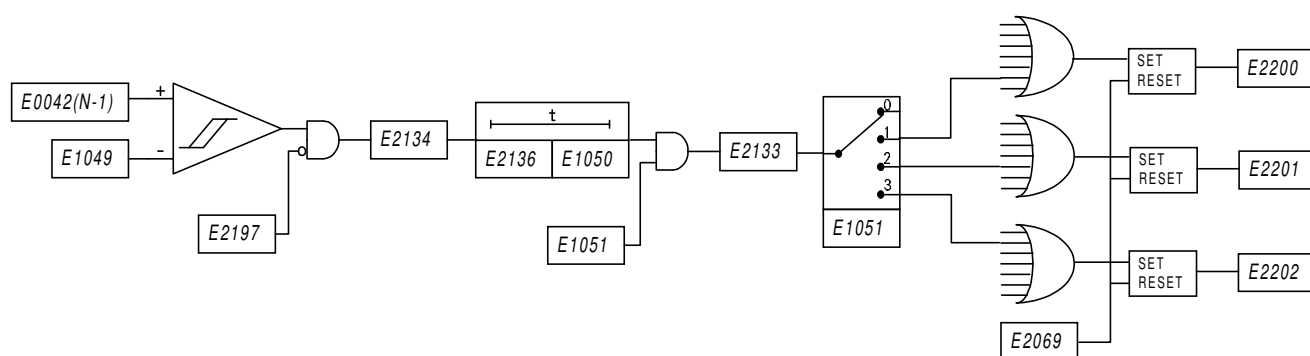 E0042(N-1)
+
E1049
-
E2197
E2134
t
E2136
E1050
E1051
E2133
0
1
2
3
E1051
SET
RESET
E2200
SET
RESET
E2201
SET
RESET
E2202
E2069